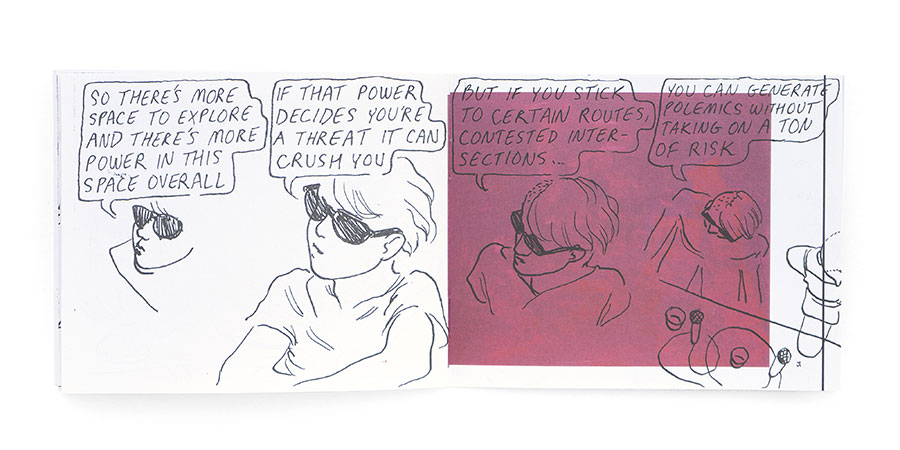 SO THERE'S MORE
SPACE TO EXPLORE
AND THERE'S MORE
POWER IN THIS
SPACE OVERALL
IF THAT POWER
DECIDES YOU'RE
A THREAT IT CAN
CRUSH YOU
BUT IF YOU STICK
TO CERTAIN ROUTES,
CONTESTED INTER-
SECTIONS...
YOU CAN GENERATE
POLEMICS WITHOUT
TAKING ON A TON
OF RISK